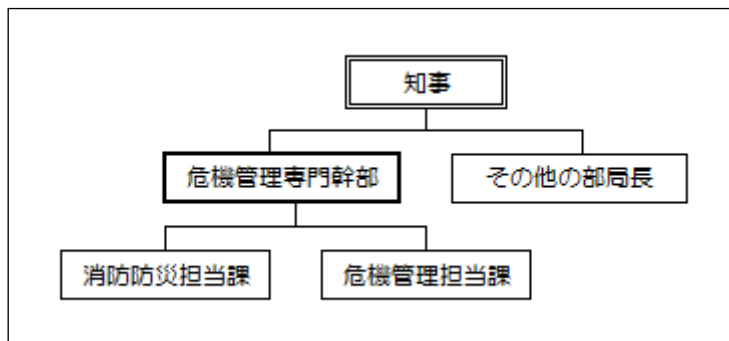 知事
危機管理専門幹部
その他の部局長
消防防災担当課
危機管理担当課